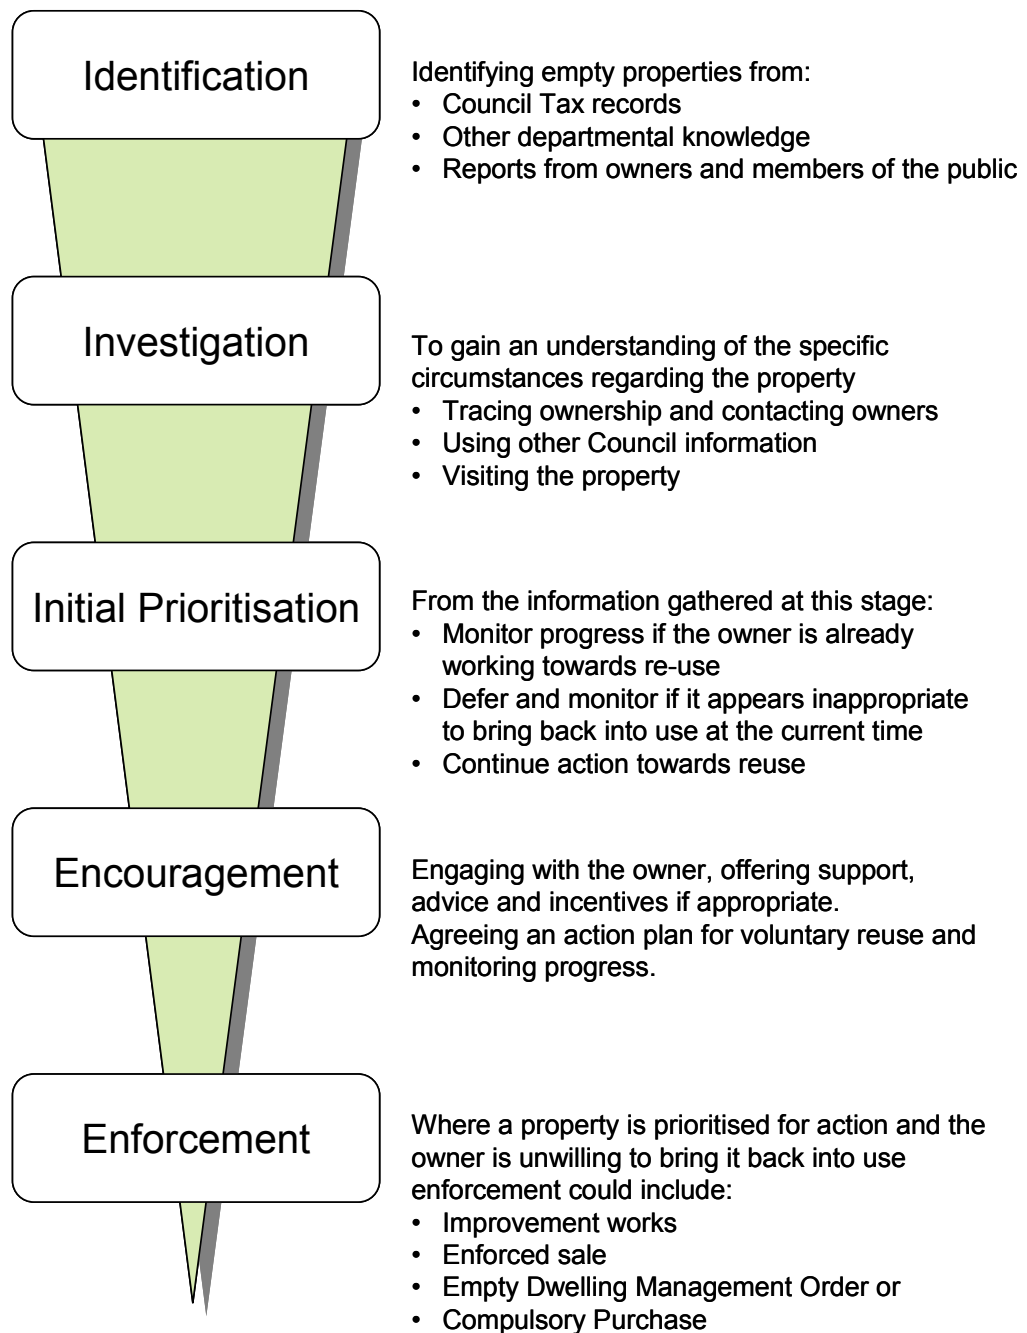 Identification
Identifying empty properties from:
• Council Tax records
• Other departmental knowledge
• Reports from owners and members of the public
Investigation
To gain an understanding of the specific
circumstances regarding the property
• Tracing ownership and contacting owners
• Using other Council information
• Visiting the property
Initial Prioritisation
From the information gathered at this stage:
• Monitor progress if the owner is already
working towards re-use
• Defer and monitor if it appears inappropriate
to bring back into use at the current time
• Continue action towards reuse
Encouragement
Engaging with the owner, offering support,
advice and incentives if appropriate.
Agreeing an action plan for voluntary reuse and
monitoring progress.
Enforcement
Where a property is prioritised for action and the
owner is unwilling to bring it back into use
enforcement could include:
• Improvement works
• Enforced sale
• Empty Dwelling Management Order or
• Compulsory Purchase